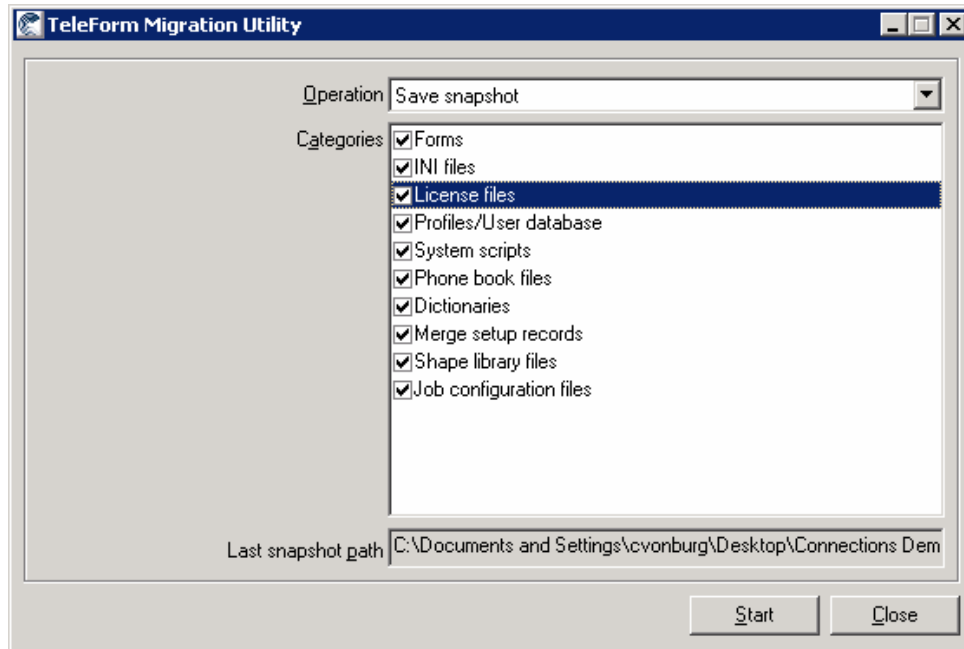 TeleForm Migration Utility
Operation Save snapshot
Categories Forms
INI files
License files
Profiles/User database
System scripts
Phone book files
Dictionaries
Merge setup records
Shape library files
Job configuration files
Last snapshot path C:\Documents and Settings\cvonburg\Desktop\Connections Dem
Start Close